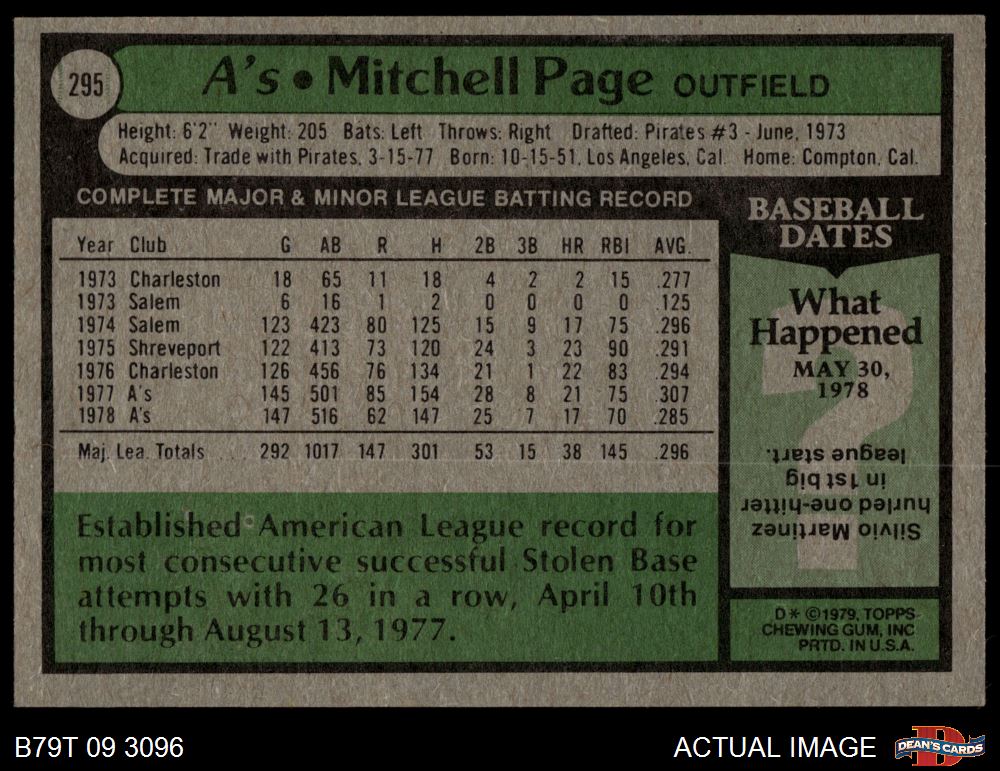 295
A's • Mitchell Page OUTFIELD
Height: 6'2" Weight: 205 Bats: Left Throws: Right Drafted: Pirates #3 - June, 1973
Acquired: Trade with Pirates, 3-15-77 Born: 10-15-51, Los Angeles, Cal. Home: Compton, Cal.
COMPLETE MAJOR & MINOR LEAGUE BATTING RECORD
Year Club G AB R H 2B 3B HR RBI AVG.
1973 Charleston 18 65 11 18 4 2 2 15 .277
1973 Salem 6 16 1 2 0 0 0 0 .125
1974 Salem 123 423 80 125 15 9 17 75 .296
1975 Shreveport 122 413 73 120 24 3 23 90 .291
1976 Charleston 126 456 76 134 21 1 22 83 .294
1977 A's 145 501 85 154 28 8 21 75 .307
1978 A's 147 516 62 147 25 7 17 70 .285
Maj. Lea. Totals 292 1017 147 301 53 15 38 145 .296
Established American League record for
most consecutive successful Stolen Base
attempts with 26 in a row, April 10th
through August 13, 1977.
BASEBALL
DATES
What
Happened
MAY 30,
1978
?
Silvio Martinez
hurled one-hitter
in 1st big
league start.
D* ©1979, TOPPS
CHEWING GUM, INC
PRTD. IN U.S.A.
B79T 09 3096
ACTUAL IMAGE
D
DEAN'S CARDS